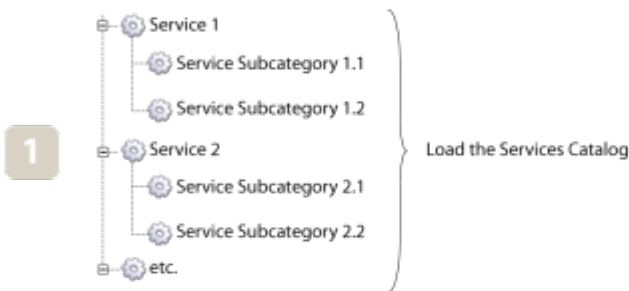 Service 1
Service Subcategory 1.1
Service Subcategory 1.2
1
Service 2
Load the Services Catalog
Service Subcategory 2.1
Service Subcategory 2.2
etc.